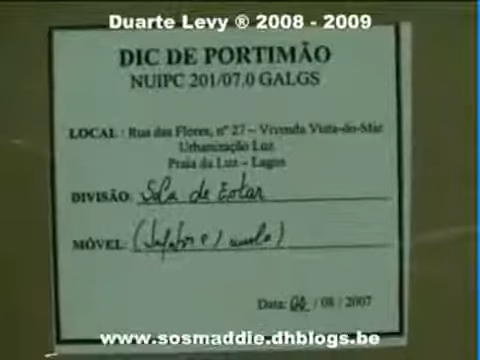 Duarte Levy ® 2008 - 2009
DIC DE PORTIMÃO
NUIPC 201/07.0 GALGS
LOCAL : Rua das Flores, nº 27 – Vivenda Vista-do-Mar
Urbanização Luz
Praia da Luz – Lagos
DIVISÃO: Sala de Estar
MÓVEL:
Data: / 08 / 2007
www.sosmaddie.dhblogs.be